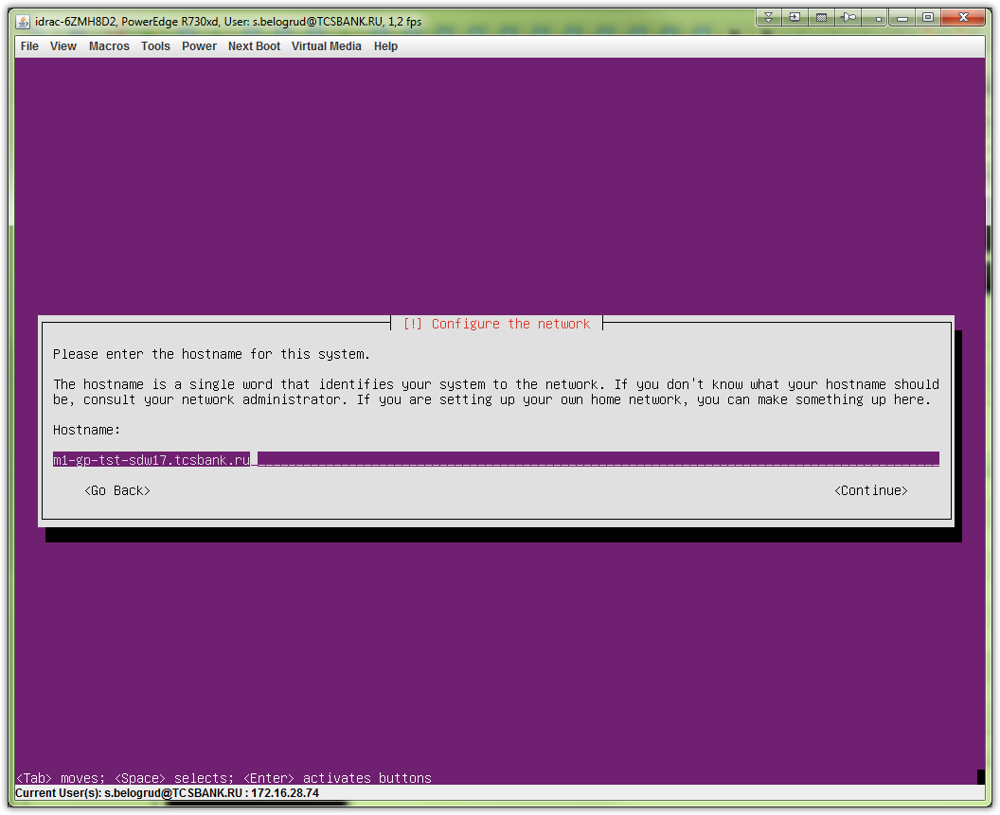 idrac-6ZMH8D2, PowerEdge R730xd, User: s.belogrud@TCSBANK.RU, 1,2 fps
File View Macros Tools Power Next Boot Virtual Media Help
[!] Configure the network
Please enter the hostname for this system.
The hostname is a single word that identifies your system to the network. If you don't know what your hostname should
be, consult your network administrator. If you are setting up your own home network, you can make something up here.
Hostname:
m1-gp-tst-sdw17.tcsbank.ru
<Go Back> <Continue>
<Tab> moves; <Space> selects; <Enter> activates buttons
Current User(s): s.belogrud@TCSBANK.RU : 172.16.28.74